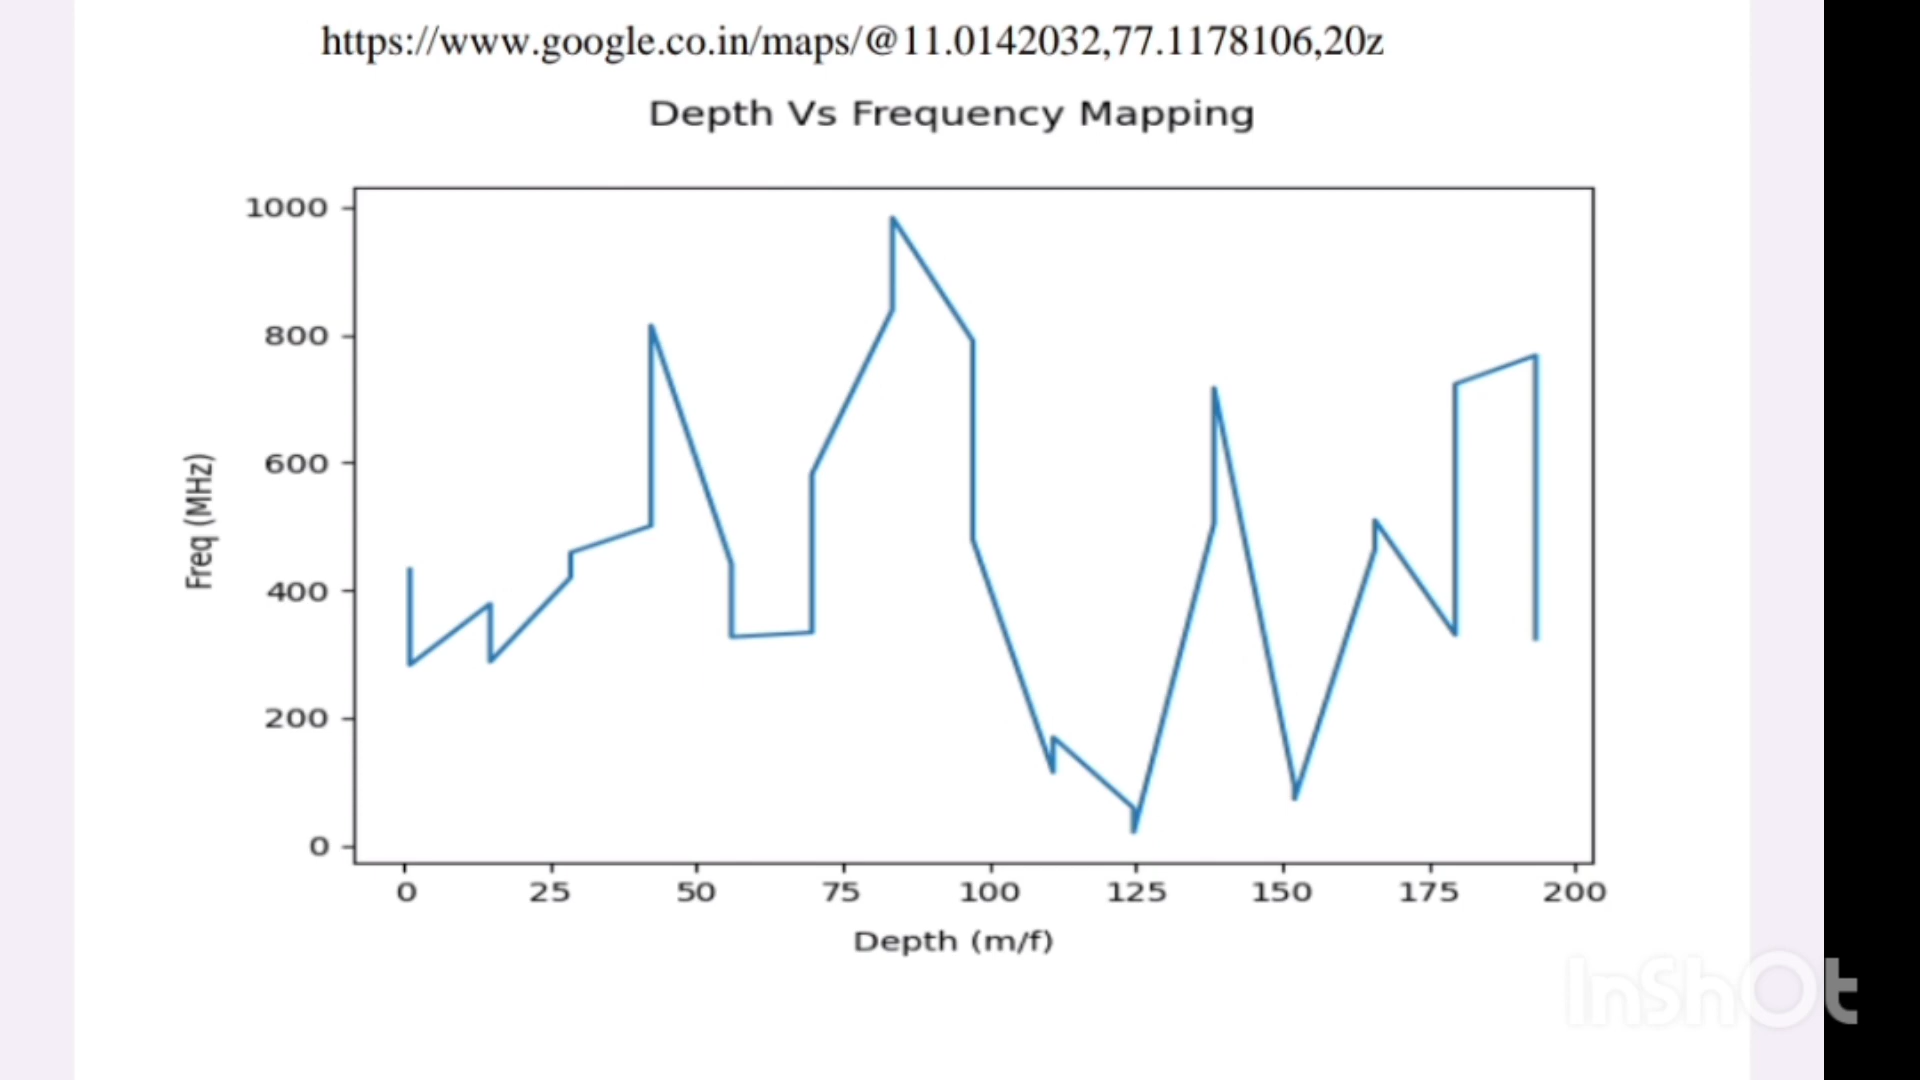 https://www.google.co.in/maps/@11.0142032,77.1178106,20z
Depth Vs Frequency Mapping
1000
800
600
400
200
0
Freq (MHz)
0 25 50 75 100 125 150 175 200
Depth (m/f)
InShOt